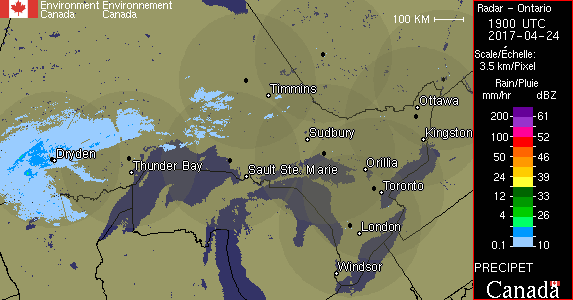 Environment Environnement
Canada Canada
100 KM
Timmins
Ottawa
Sudbury
Kingston
Dryden
Thunder Bay
Sault Ste. Marie
Orillia
Toronto
London
Windsor
Radar - Ontario
1900 UTC
2017-04-24
Scale/Échelle:
3.5 km/Pixel
Rain/Pluie
mm/hr dBZ
200 61
100 52
50 46
24 39
12 33
4 26
0.1 10
PRECIPET
Canada